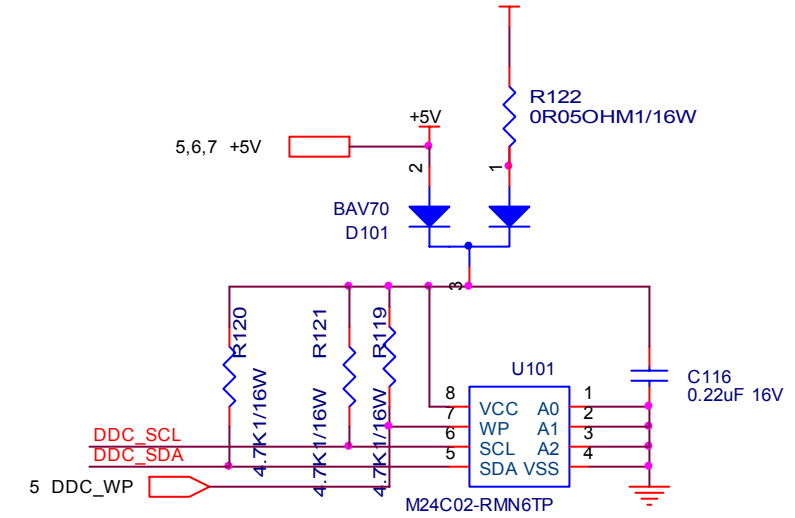 R122
0R05OHM1/16W
+5V
5,6,7 +5V
2
1
BAV70
D101
3
R120
4.7K1/16W
R121
4.7K1/16W
R119
4.7K1/16W
U101
C116
0.22uF 16V
8
7
6
5
VCC A0
WP A1
SCL A2
SDA VSS
1
2
3
4
DDC_SCL
DDC_SDA
5 DDC_WP
M24C02-RMN6TP